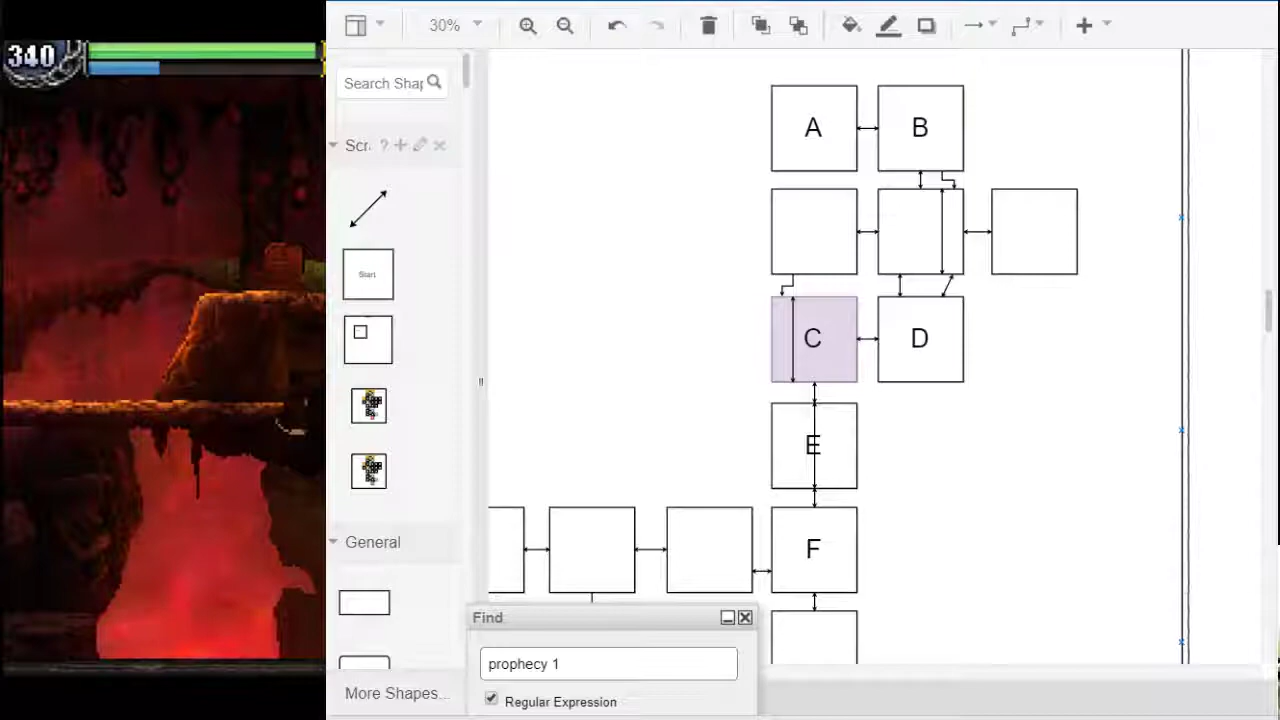 340
30%
Search Shap
Scr.
?
Start
General
More Shapes...
A
B
C
D
E
F
Find
prophecy 1
Regular Expression